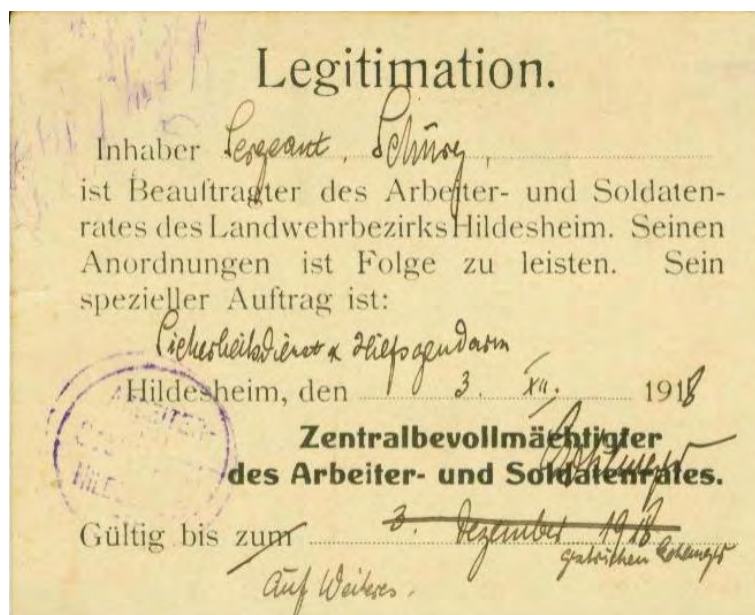 Legitimation.
Inhaber Sergeant, Schürg,
ist Beauftragter des Arbeiter- und Soldaten-
rates des Landwehrbezirks Hildesheim. Seinen
Anordnungen ist Folge zu leisten. Sein
spezieller Auftrag ist:
Sicherheitsdienst & Hilfsgendarm
Hildesheim, den 3. XII. 1918
Zentralbevollmächtigter
des Arbeiter- und Soldatenrates.
Gültig bis zum 3. Dezember 1918
gestrichen
Auf Weiteres.